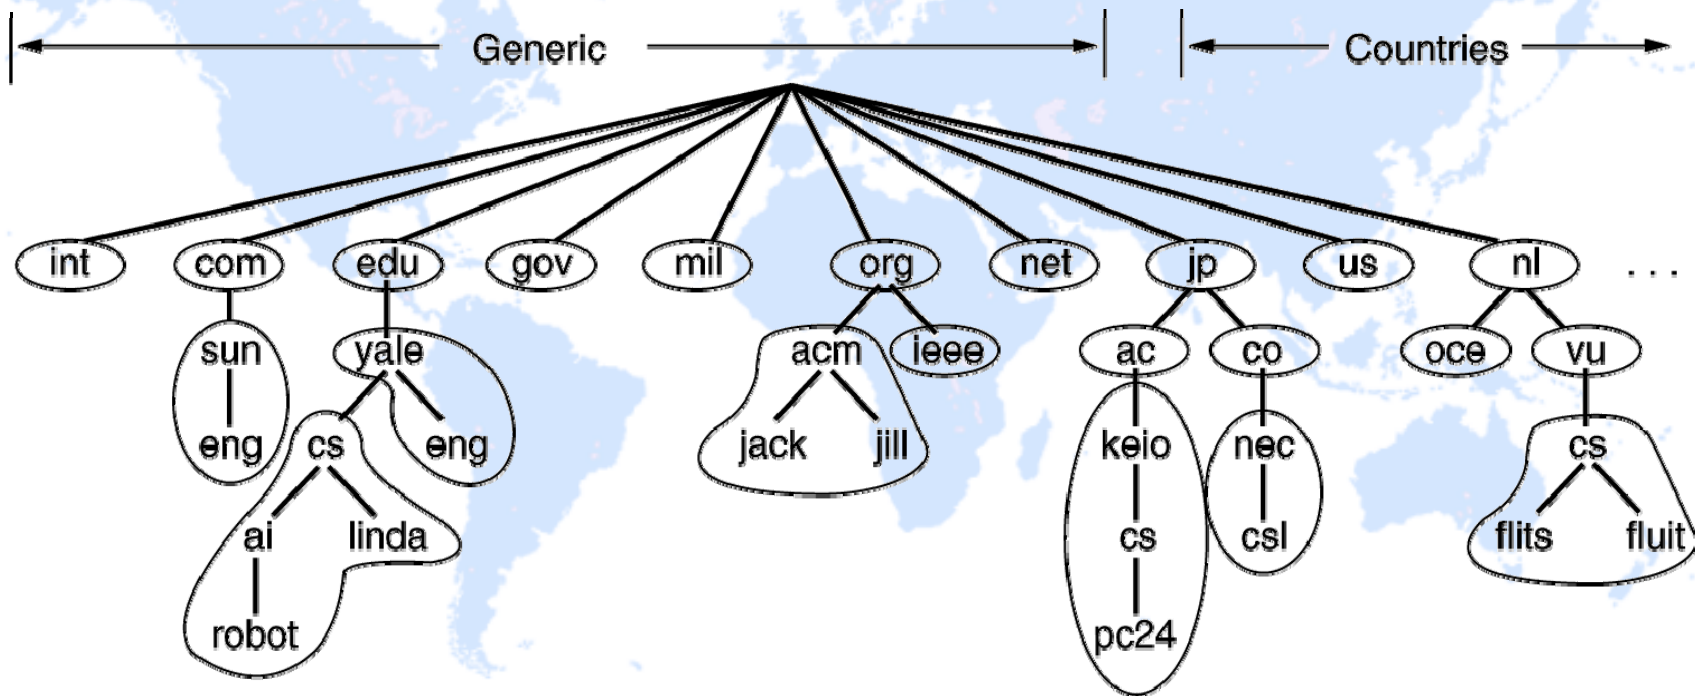 Generic Countries
int com edu gov mil org net jp us nl ...
sun yale acm ieee ac co oce vu
eng cs eng jack jill keio nec cs
ai linda cs csl flits fluit
robot pc24